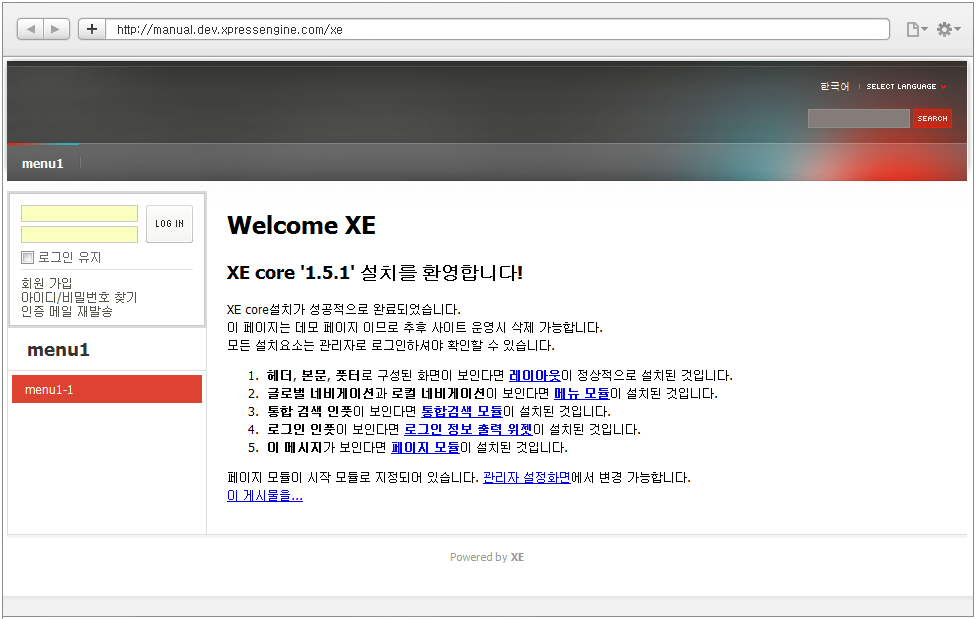 http://manual.dev.xpressengine.com/xe
한국어 | SELECT LANGUAGE
SEARCH
menu1
LOG IN
로그인 유지
회원 가입
아이디/비밀번호 찾기
인증 메일 재발송
menu1
menu1-1
Welcome XE
XE core '1.5.1' 설치를 환영합니다!
XE core설치가 성공적으로 완료되었습니다.
이 페이지는 데모 페이지 이므로 추후 사이트 운영시 삭제 가능합니다.
모든 설치요소는 관리자로 로그인하셔야 확인할 수 있습니다.
1. 헤더, 본문, 풋터로 구성된 화면이 보인다면 레이아웃이 정상적으로 설치된 것입니다.
2. 글로벌 네비게이션과 로컬 네비게이션이 보인다면 메뉴 모듈이 설치된 것입니다.
3. 통합 검색 인풋이 보인다면 통합검색 모듈이 설치된 것입니다.
4. 로그인 인풋이 보인다면 로그인 정보 출력 위젯이 설치된 것입니다.
5. 이 메시지가 보인다면 페이지 모듈이 설치된 것입니다.
페이지 모듈이 시작 모듈로 지정되어 있습니다. 관리자 설정화면에서 변경 가능합니다.
이 게시물을...
Powered by XE